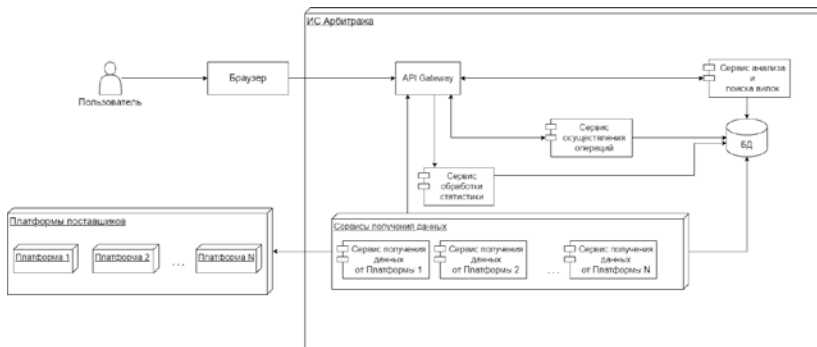 ИС Арбитража
Пользователь
Браузер
API Gateway
Сервис анализа
и
поиска вилок
Сервис
осуществления
операций
БД
Сервис
обработки
статистики
Платформы поставщиков
Платформа 1
Платформа 2
...
Платформа N
Сервисы получения данных
Сервис получения
данных
от Платформы 1
Сервис получения
данных
от Платформы 2
...
Сервис получения
данных
от Платформы N